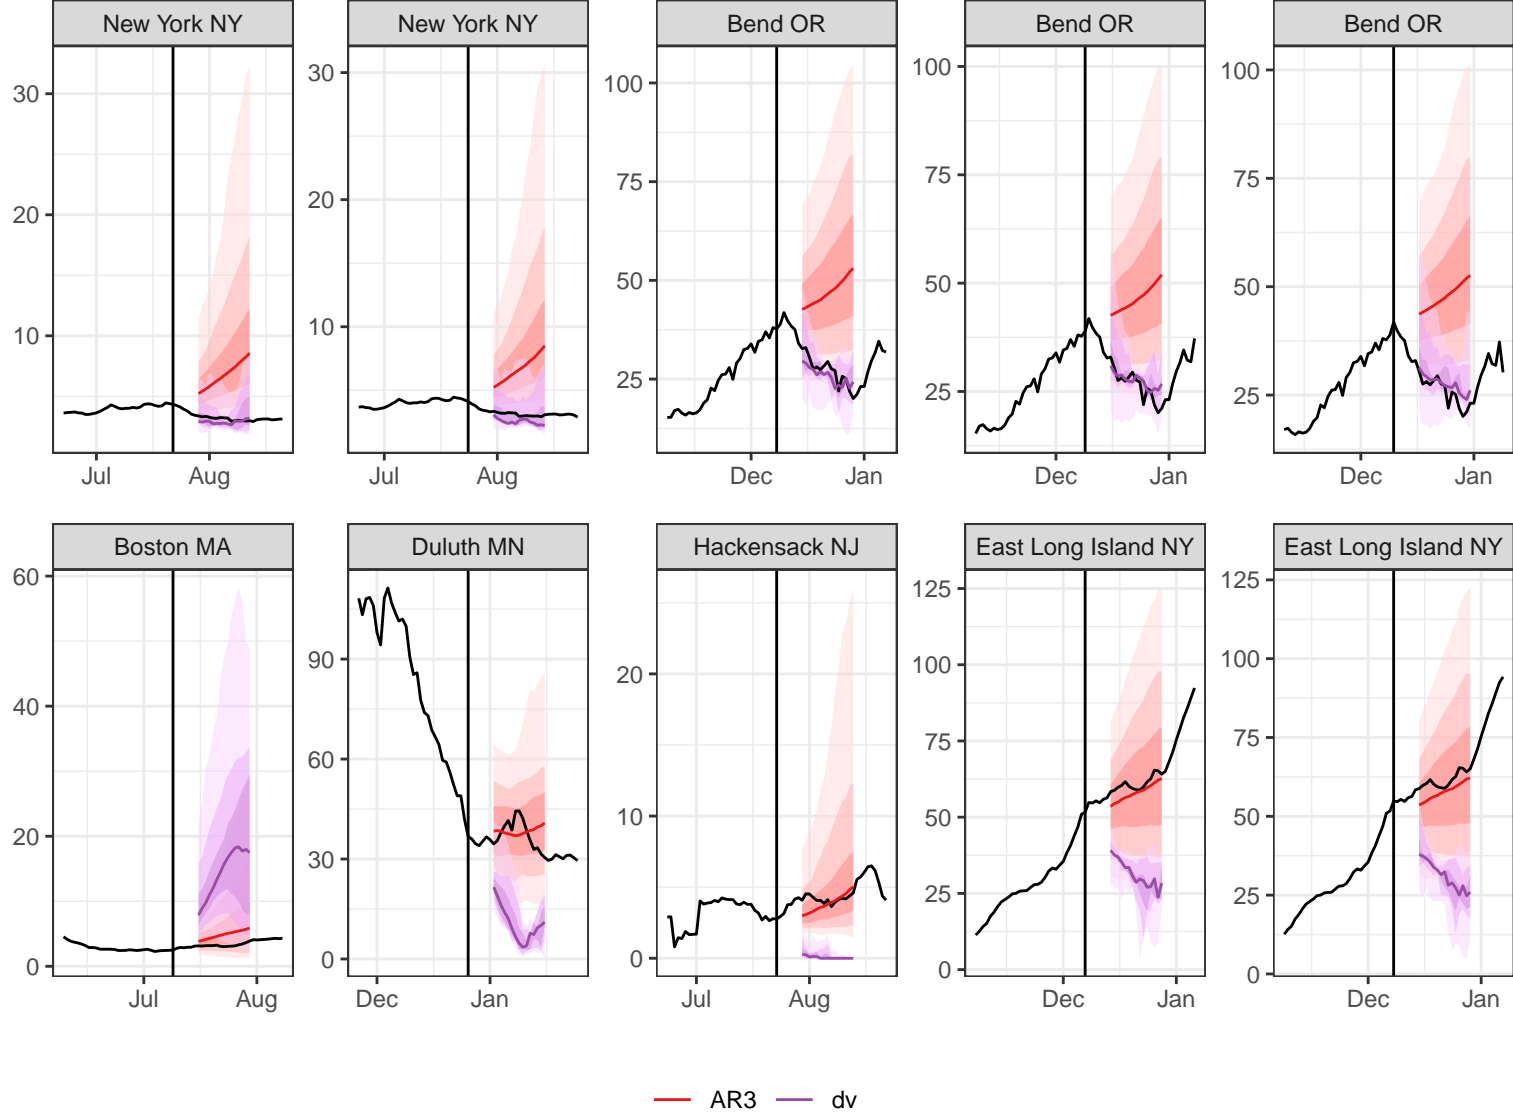 New York NY New York NY Bend OR Bend OR Bend OR
30 20 10
30 20 10
100 75 50 25
100 75 50 25
100 75 50 25
Jul Aug Jul Aug Dec Jan Dec Jan Dec Jan
Boston MA Duluth MN Hackensack NJ East Long Island NY East Long Island NY
60 40 20 0
90 60 30 0
20 10 0
125 100 75 50 25 0
125 100 75 50 25 0
Jul Aug Dec Jan Jul Aug Dec Jan Dec Jan
AR3 dv